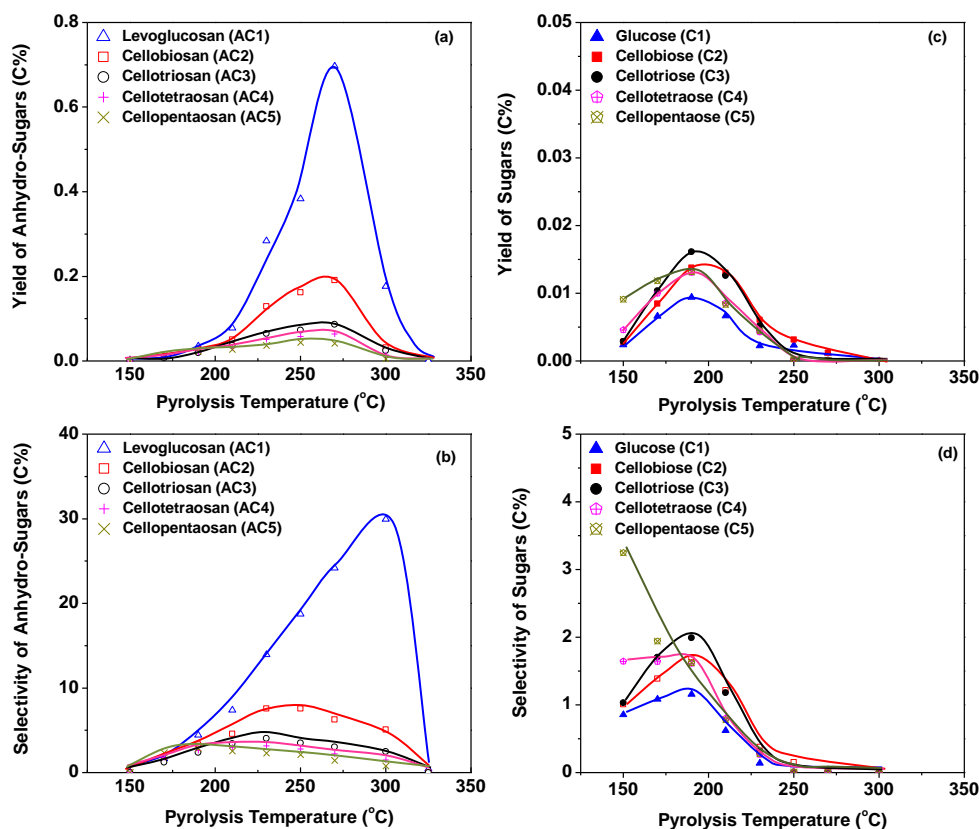 (a)
Levoglucosan (AC1)
Cellobiosan (AC2)
Cellotriosan (AC3)
Cellotetraosan (AC4)
Cellopentaosan (AC5)
Yield of Anhydro-Sugars (C%)
0.8
0.6
0.4
0.2
0.0
150 200 250 300 350
Pyrolysis Temperature (°C)
(c)
Glucose (C1)
Cellobiose (C2)
Cellotriose (C3)
Cellotetraose (C4)
Cellopentaose (C5)
Yield of Sugars (C%)
0.05
0.04
0.03
0.02
0.01
0.00
150 200 250 300 350
Pyrolysis Temperature (°C)
(b)
Levoglucosan (AC1)
Cellobiosan (AC2)
Cellotriosan (AC3)
Cellotetraosan (AC4)
Cellopentaosan (AC5)
Selectivity of Anhydro-Sugars (C%)
40
30
20
10
0
150 200 250 300 350
Pyrolysis Temperature (°C)
(d)
Glucose (C1)
Cellobiose (C2)
Cellotriose (C3)
Cellotetraose (C4)
Cellopentaose (C5)
Selectivity of Sugars (C%)
5
4
3
2
1
0
150 200 250 300 350
Pyrolysis Temperature (°C)